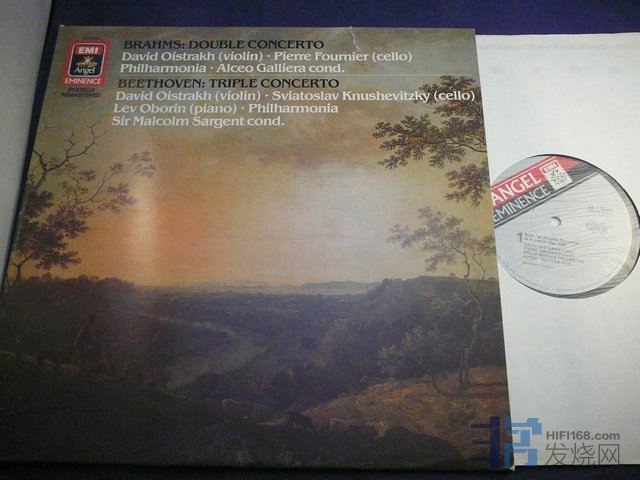 EMI
Angel
EMINENCE
DIGITALLY
REMASTERED
BRAHMS: DOUBLE CONCERTO
David Oistrakh (violin) · Pierre Fournier (cello)
Philharmonia · Alceo Galliera cond.
BEETHOVEN: TRIPLE CONCERTO
David Oistrakh (violin) · Sviatoslav Knushevitzky (cello)
Lev Oborin (piano) · Philharmonia
Sir Malcolm Sargent cond.
ANGEL
EMINENCE
EMI
1
HIFI168.com
发烧网